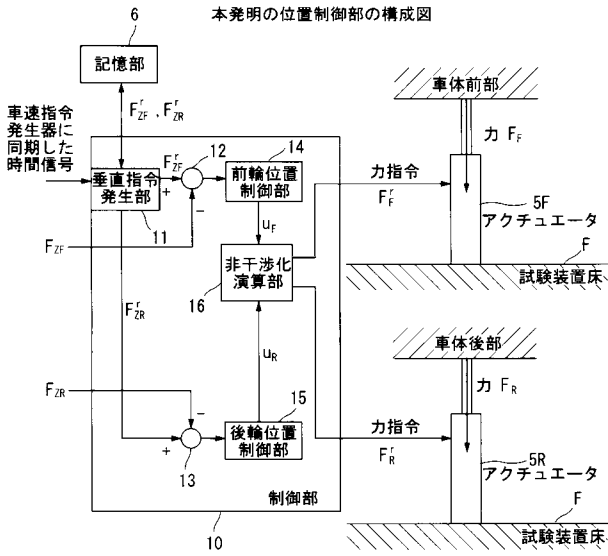 本発明の位置制御部の構成図
6
記憶部
車速指令
発生器に
同期した
時間信号
F^r_ZF , F^r_ZR
F^r_ZF
12
14
垂直指令
発生部
+
−
前輪位置
制御部
11
F_ZF
u_F
非干渉化
演算部
16
F^r_ZR
u_R
F_ZR
−
15
+
13
後輪位置
制御部
制御部
10
車体前部
力 F_F
力指令
F^r_F
5F
アクチュエータ
F
試験装置床
車体後部
力 F_R
力指令
F^r_R
5R
アクチュエータ
F
試験装置床